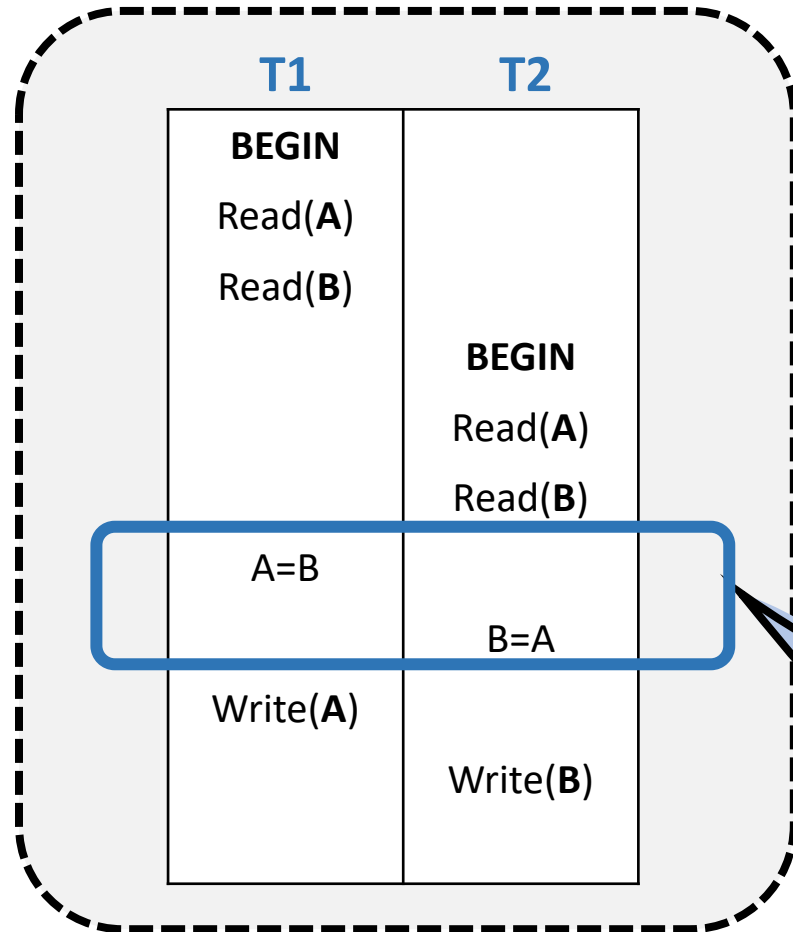 T1 T2
BEGIN
Read(A)
Read(B)
BEGIN
Read(A)
Read(B)
A=B
B=A
Write(A)
Write(B)